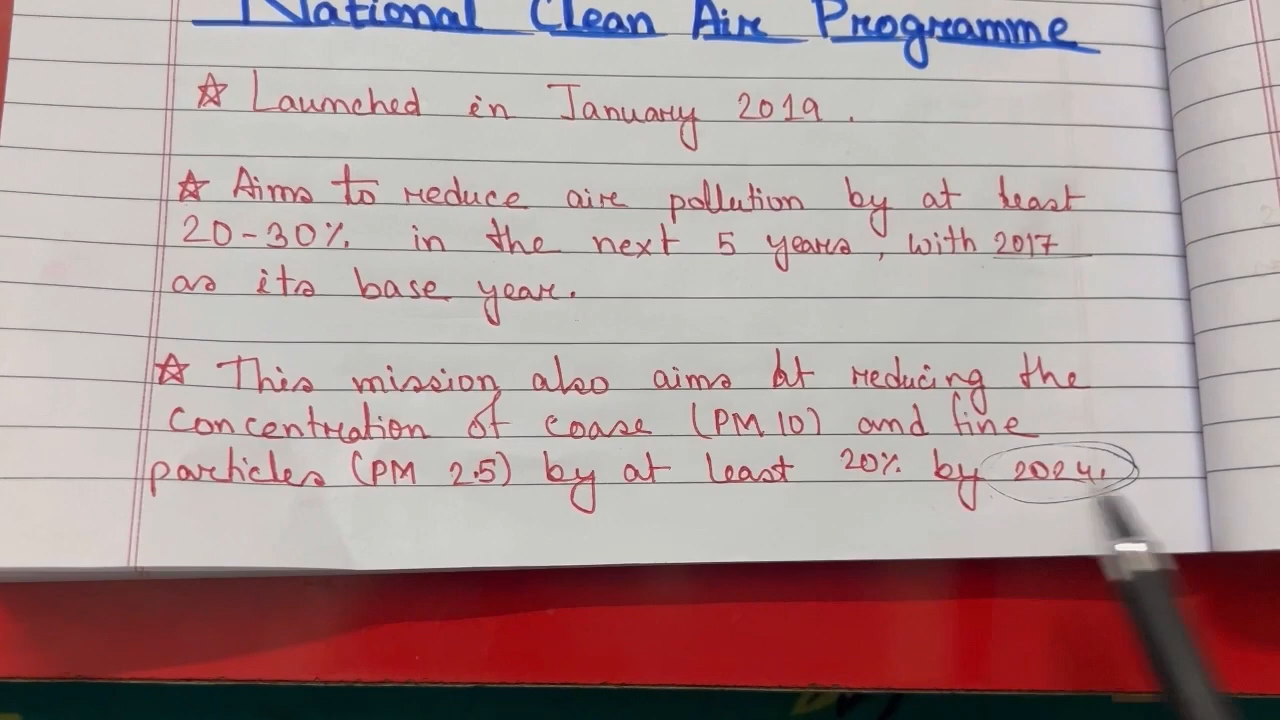 National Clean Air Programme
☆ Launched in January 2019.
☆ Aims to reduce air pollution by at least
20-30% in the next 5 years, with 2017
as its base year.
☆ This mission also aims at reducing the
concentration of coase (PM 10) and fine
particles (PM 2.5) by at least 20% by 2024.